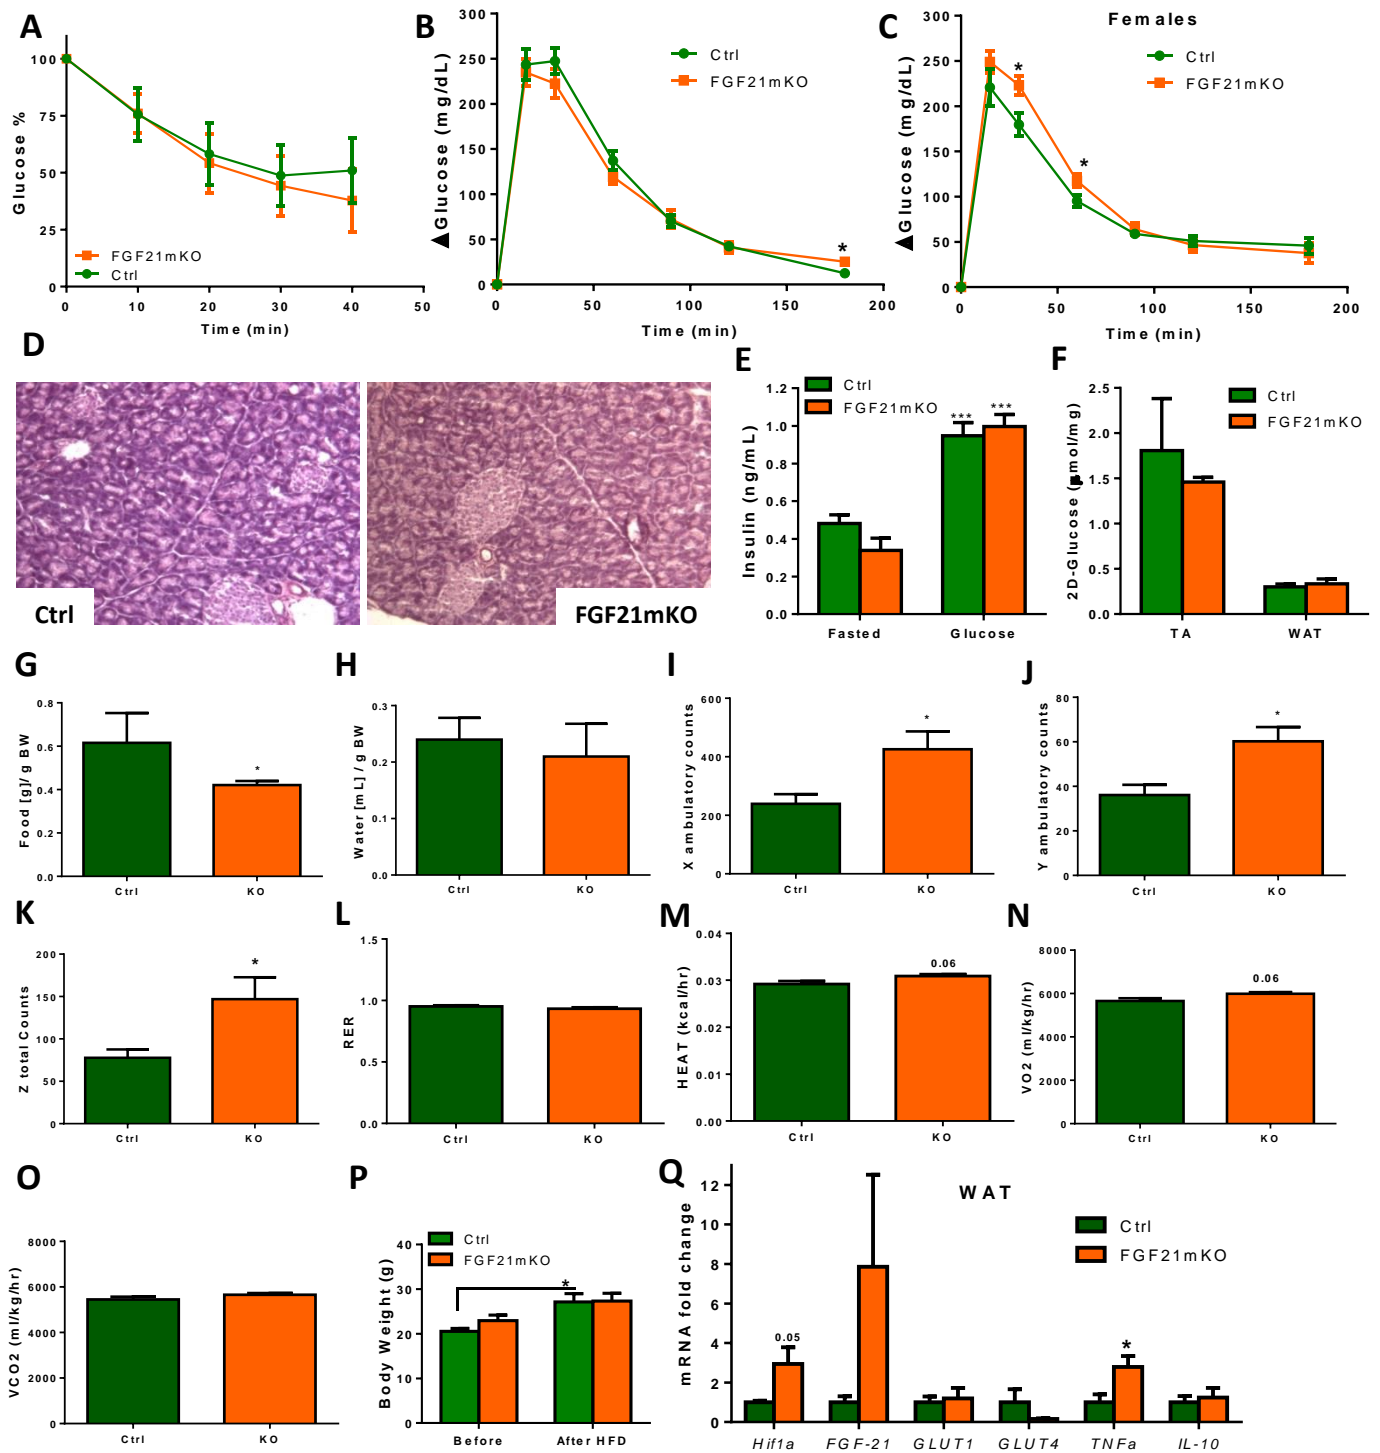 A
Glucose %
100
75
50
25
0
FGF21mKO
Ctrl
0 10 20 30 40 50
Time (min)
B
▲Glucose (mg/dL)
300
250
200
150
100
50
0
Ctrl
FGF21mKO
*
0 50 100 150 200
Time (min)
C
Females
▲Glucose (mg/dL)
300
250
200
150
100
50
0
Ctrl
FGF21mKO
*
*
0 50 100 150 200
Time (min)
D
Ctrl
FGF21mKO
E
Insulin (ng/mL)
1.2
1.0
0.8
0.6
0.4
0.2
0.0
Ctrl
FGF21mKO
*** ***
Fasted Glucose
F
2D-Glucose (µmol/mg)
2.5
2.0
1.5
1.0
0.5
0.0
Ctrl
FGF21mKO
TA WAT
G
Food [g]/ g BW
0.8
0.6
0.4
0.2
0.0
*
Ctrl KO
H
Water [mL] / g BW
0.3
0.2
0.1
0.0
Ctrl KO
I
X ambulatory counts
600
400
200
0
*
Ctrl KO
J
Y ambulatory counts
80
60
40
20
0
*
Ctrl KO
K
Z total Counts
200
150
100
50
0
*
Ctrl KO
L
RER
1.5
1.0
0.5
0.0
Ctrl KO
M
HEAT (kcal/hr)
0.04
0.03
0.02
0.01
0.00
0.06
Ctrl KO
N
VO2 (ml/kg/hr)
8000
6000
4000
2000
0
0.06
Ctrl KO
O
VCO2 (ml/kg/hr)
8000
6000
4000
2000
0
Ctrl KO
P
Body Weight (g)
40
30
20
10
0
Ctrl
FGF21mKO
*
Before After HFD
Q
WAT
mRNA fold change
12
10
8
6
4
2
0
Ctrl
FGF21mKO
0.05
*
Hif1a FGF-21 GLUT1 GLUT4 TNFa IL-10